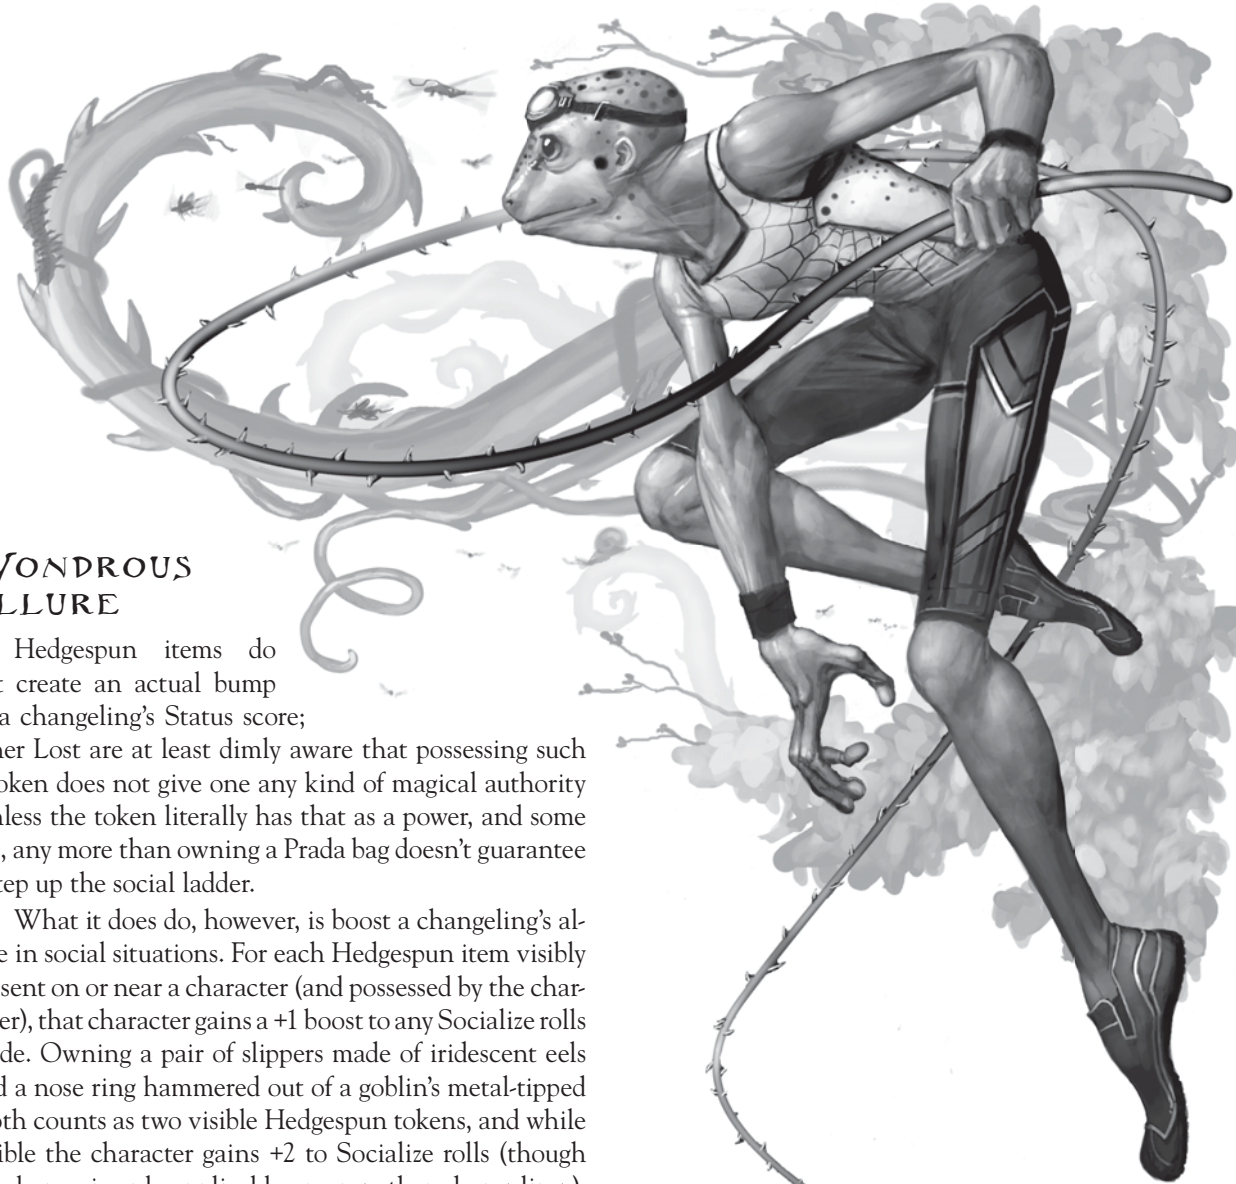 VONDROUS
LLURE
Hedgespun items do
t create an actual bump
a changeling's Status score;
er Lost are at least dimly aware that possessing such
oken does not give one any kind of magical authority
less the token literally has that as a power, and some
, any more than owning a Prada bag doesn't guarantee
tep up the social ladder.
What it does do, however, is boost a changeling's al-
e in social situations. For each Hedgespun item visibly
sent on or near a character (and possessed by the char-
er), that character gains a +1 boost to any Socialize rolls
de. Owning a pair of slippers made of iridescent eels
d a nose ring hammered out of a goblin's metal-tipped
oth counts as two visible Hedgespun tokens, and while
ible the character gains +2 to Socialize rolls (though